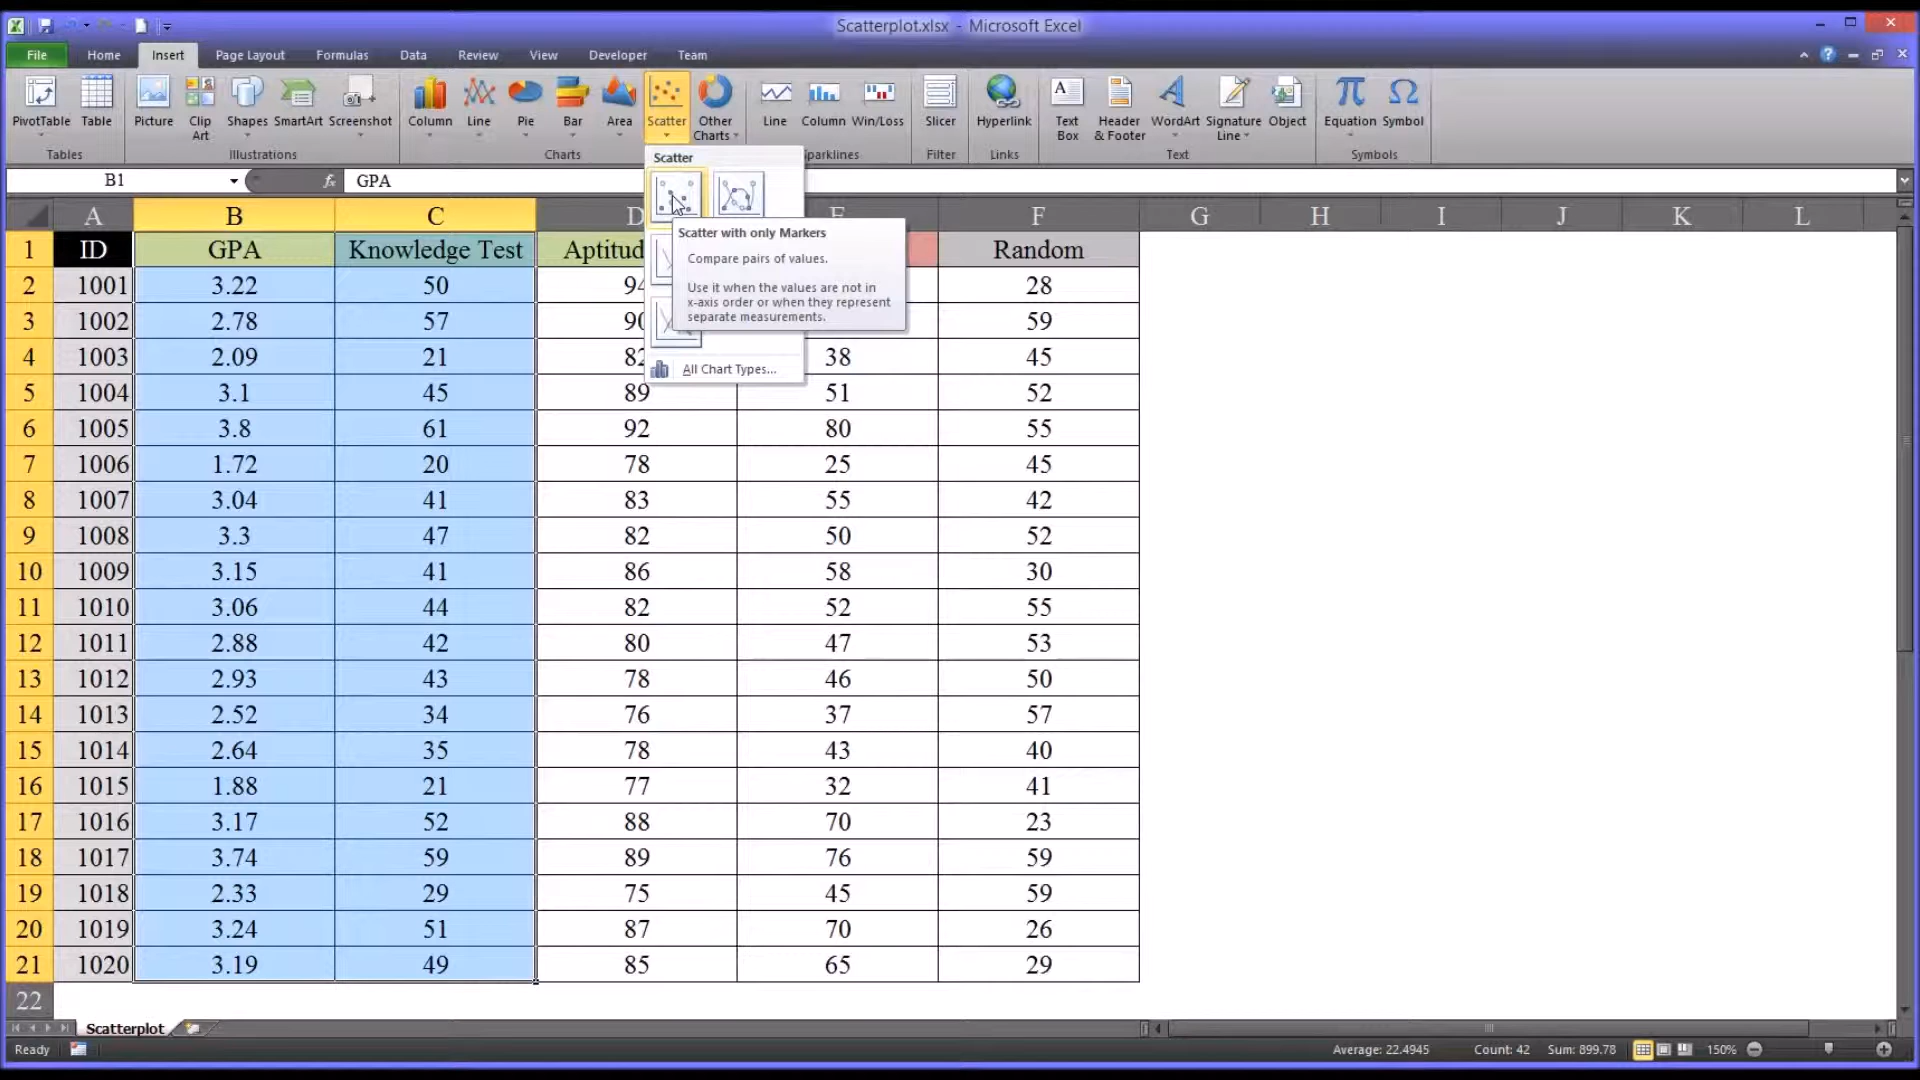 Scatterplot.xlsx - Microsoft Excel
File Home Insert Page Layout Formulas Data Review View Developer Team
PivotTable Table Picture Clip Art Shapes SmartArt Screenshot Column Line Pie Bar Area Scatter Other Charts Line Column Win/Loss Slicer Hyperlink Text Box Header & Footer WordArt Signature Line Object Equation Symbol
Tables Illustrations Charts Sparklines Filter Links Text Symbols
Scatter
B1 fx GPA
A B C D E F G H I J K L
Scatter with only Markers
Compare pairs of values.
Use it when the values are not in
x-axis order or when they represent
separate measurements.
All Chart Types...
1 ID GPA Knowledge Test Aptitud Random
2 1001 3.22 50 94 28
3 1002 2.78 57 90 59
4 1003 2.09 21 82 38 45
5 1004 3.1 45 89 51 52
6 1005 3.8 61 92 80 55
7 1006 1.72 20 78 25 45
8 1007 3.04 41 83 55 42
9 1008 3.3 47 82 50 52
10 1009 3.15 41 86 58 30
11 1010 3.06 44 82 52 55
12 1011 2.88 42 80 47 53
13 1012 2.93 43 78 46 50
14 1013 2.52 34 76 37 57
15 1014 2.64 35 78 43 40
16 1015 1.88 21 77 32 41
17 1016 3.17 52 88 70 23
18 1017 3.74 59 89 76 59
19 1018 2.33 29 75 45 59
20 1019 3.24 51 87 70 26
21 1020 3.19 49 85 65 29
22
Scatterplot
Ready Average: 22.4945 Count: 42 Sum: 899.78 150%